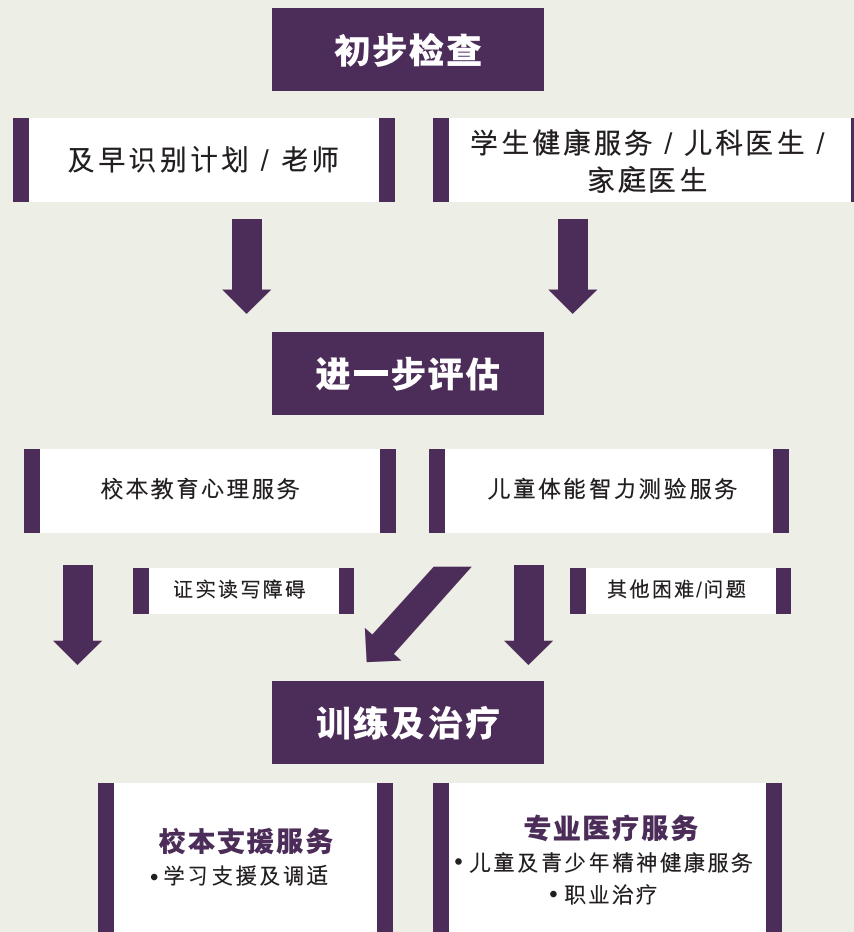 初步检查
及早识别计划 / 老师
学生健康服务 / 儿科医生 /
家庭医生
进一步评估
校本教育心理服务
儿童体能智力测验服务
证实读写障碍
其他困难/问题
训练及治疗
校本支援服务
•学习支援及调适
专业医疗服务
•儿童及青少年精神健康服务
•职业治疗